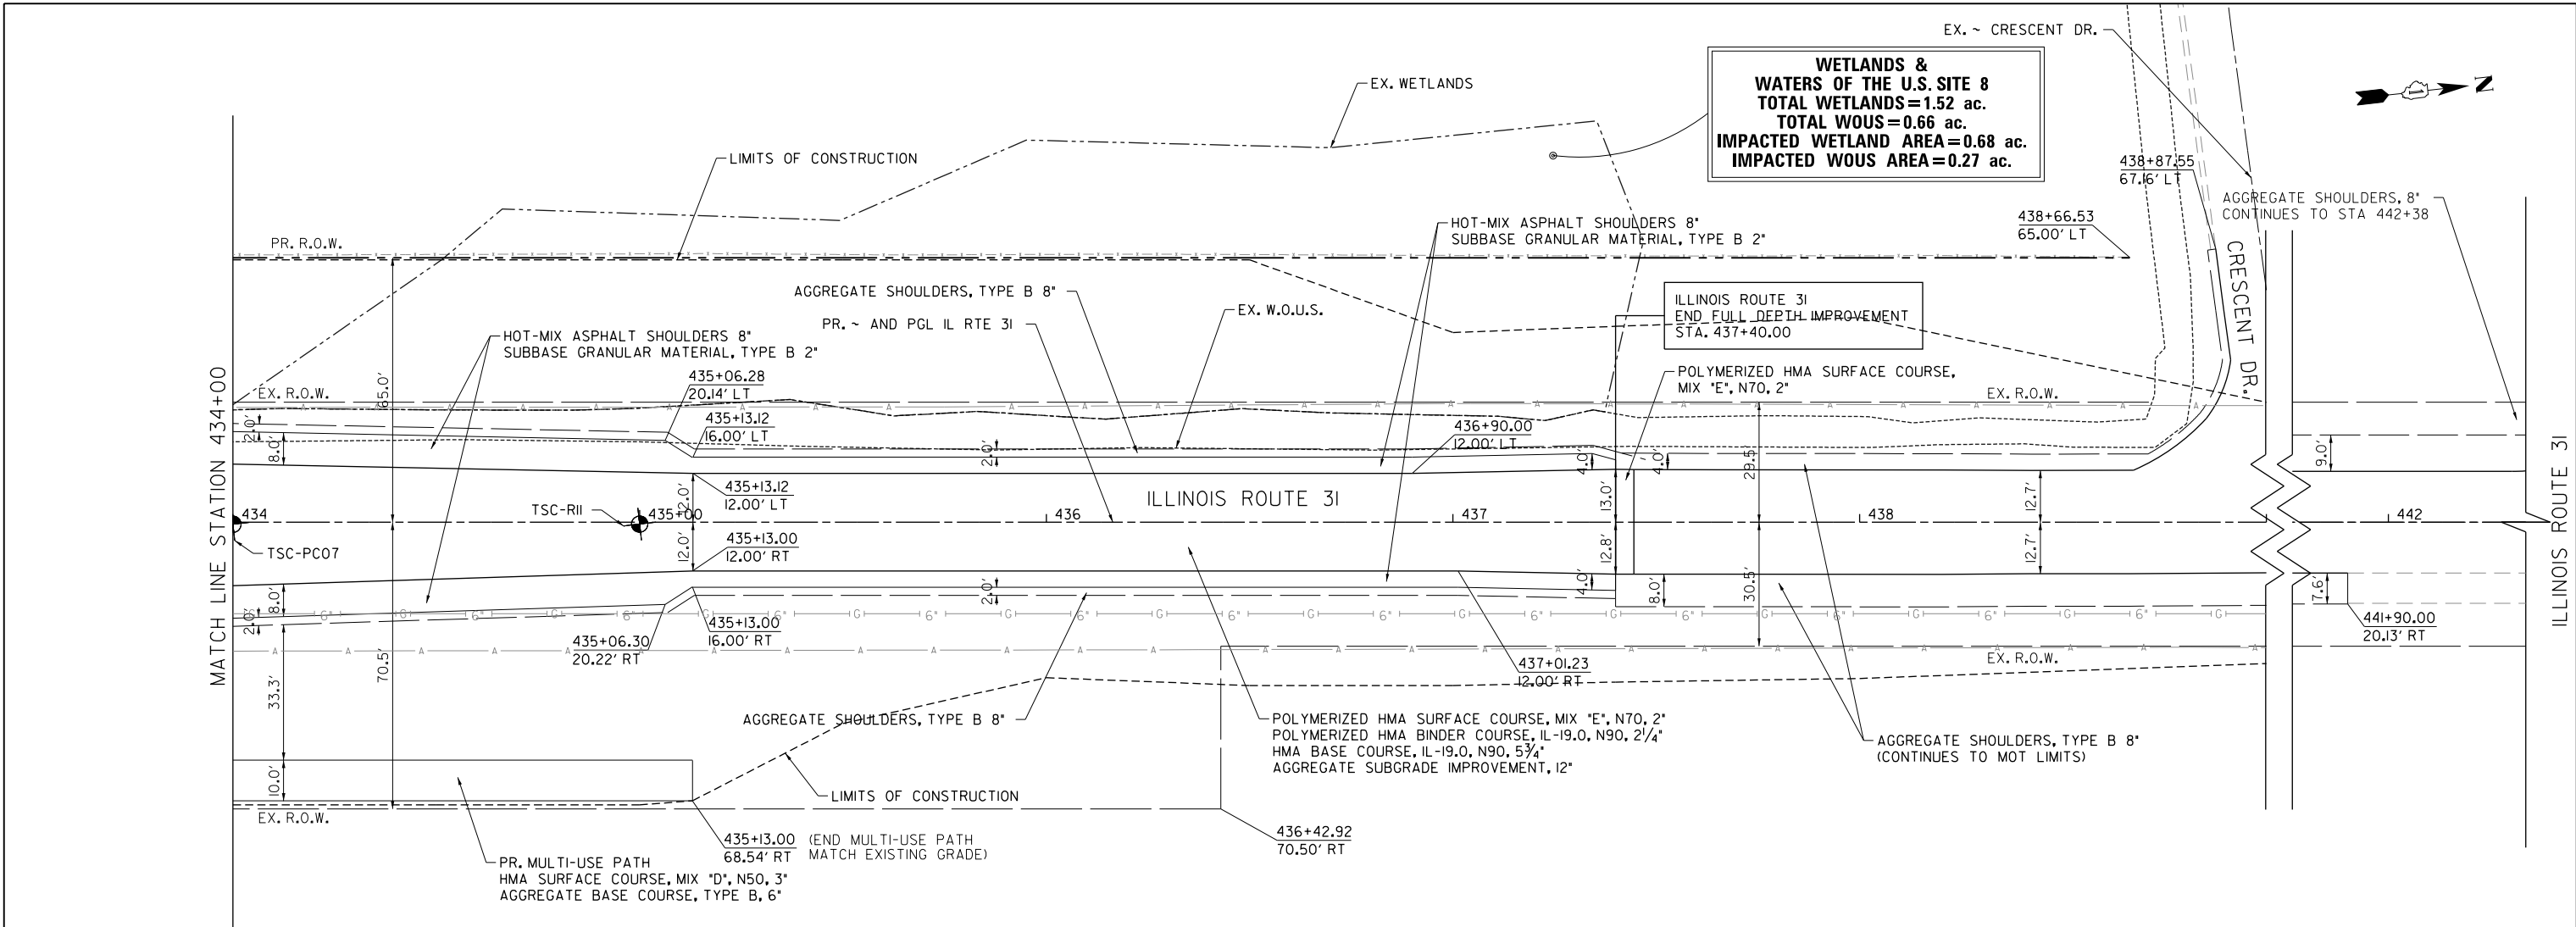 EX. ~ CRESCENT DR.
WETLANDS &
WATERS OF THE U.S. SITE 8
TOTAL WETLANDS=1.52 ac.
TOTAL WOUS=0.66 ac.
IMPACTED WETLAND AREA=0.68 ac.
IMPACTED WOUS AREA=0.27 ac.
N
EX. WETLANDS
LIMITS OF CONSTRUCTION
438+87.55
67.16' LT
AGGREGATE SHOULDERS, 8"
CONTINUES TO STA 442+38
HOT-MIX ASPHALT SHOULDERS 8"
SUBBASE GRANULAR MATERIAL, TYPE B 2"
438+66.53
65.00' LT
PR. R.O.W.
CRESCENT DR.
AGGREGATE SHOULDERS, TYPE B 8"
PR. ~ AND PGL IL RTE 31
EX. W.O.U.S.
ILLINOIS ROUTE 31
END FULL DEPTH IMPROVEMENT
STA. 437+40.00
HOT-MIX ASPHALT SHOULDERS 8"
SUBBASE GRANULAR MATERIAL, TYPE B 2"
POLYMERIZED HMA SURFACE COURSE,
MIX "E", N70, 2"
435+06.28
20.14' LT
EX. R.O.W.
EX. R.O.W.
65.0'
435+13.12
16.00' LT
436+90.00
12.00' LT
2.0'
8.0'
2.0'
4.0'
4.0'
29.5'
9.0'
MATCH LINE STATION 434+00
435+13.12
12.00' LT
12.0'
ILLINOIS ROUTE 31
13.0'
12.7'
434
TSC-R11
435+00
436
437
438
442
TSC-PC07
12.0'
435+13.00
12.00' RT
12.8'
12.7'
ILLINOIS ROUTE 31
8.0'
2.0'
2.0'
4.0'
8.0'
30.5'
7.6'
6" G 6" G 6" G 6" G 6" G 6" G 6" G 6" G 6" G 6" G 6" G 6" G 6" G
435+13.00
16.00' RT
435+06.30
20.22' RT
441+90.00
20.13' RT
437+01.23
12.00' RT
EX. R.O.W.
70.5'
33.3'
AGGREGATE SHOULDERS, TYPE B 8"
POLYMERIZED HMA SURFACE COURSE, MIX "E", N70, 2"
POLYMERIZED HMA BINDER COURSE, IL-19.0, N90, 2 1/4"
HMA BASE COURSE, IL-19.0, N90, 5 3/4"
AGGREGATE SUBGRADE IMPROVEMENT, 12"
AGGREGATE SHOULDERS, TYPE B 8"
(CONTINUES TO MOT LIMITS)
10.0'
LIMITS OF CONSTRUCTION
EX. R.O.W.
435+13.00 (END MULTI-USE PATH
68.54' RT MATCH EXISTING GRADE)
436+42.92
70.50' RT
PR. MULTI-USE PATH
HMA SURFACE COURSE, MIX "D", N50, 3"
AGGREGATE BASE COURSE, TYPE B, 6"